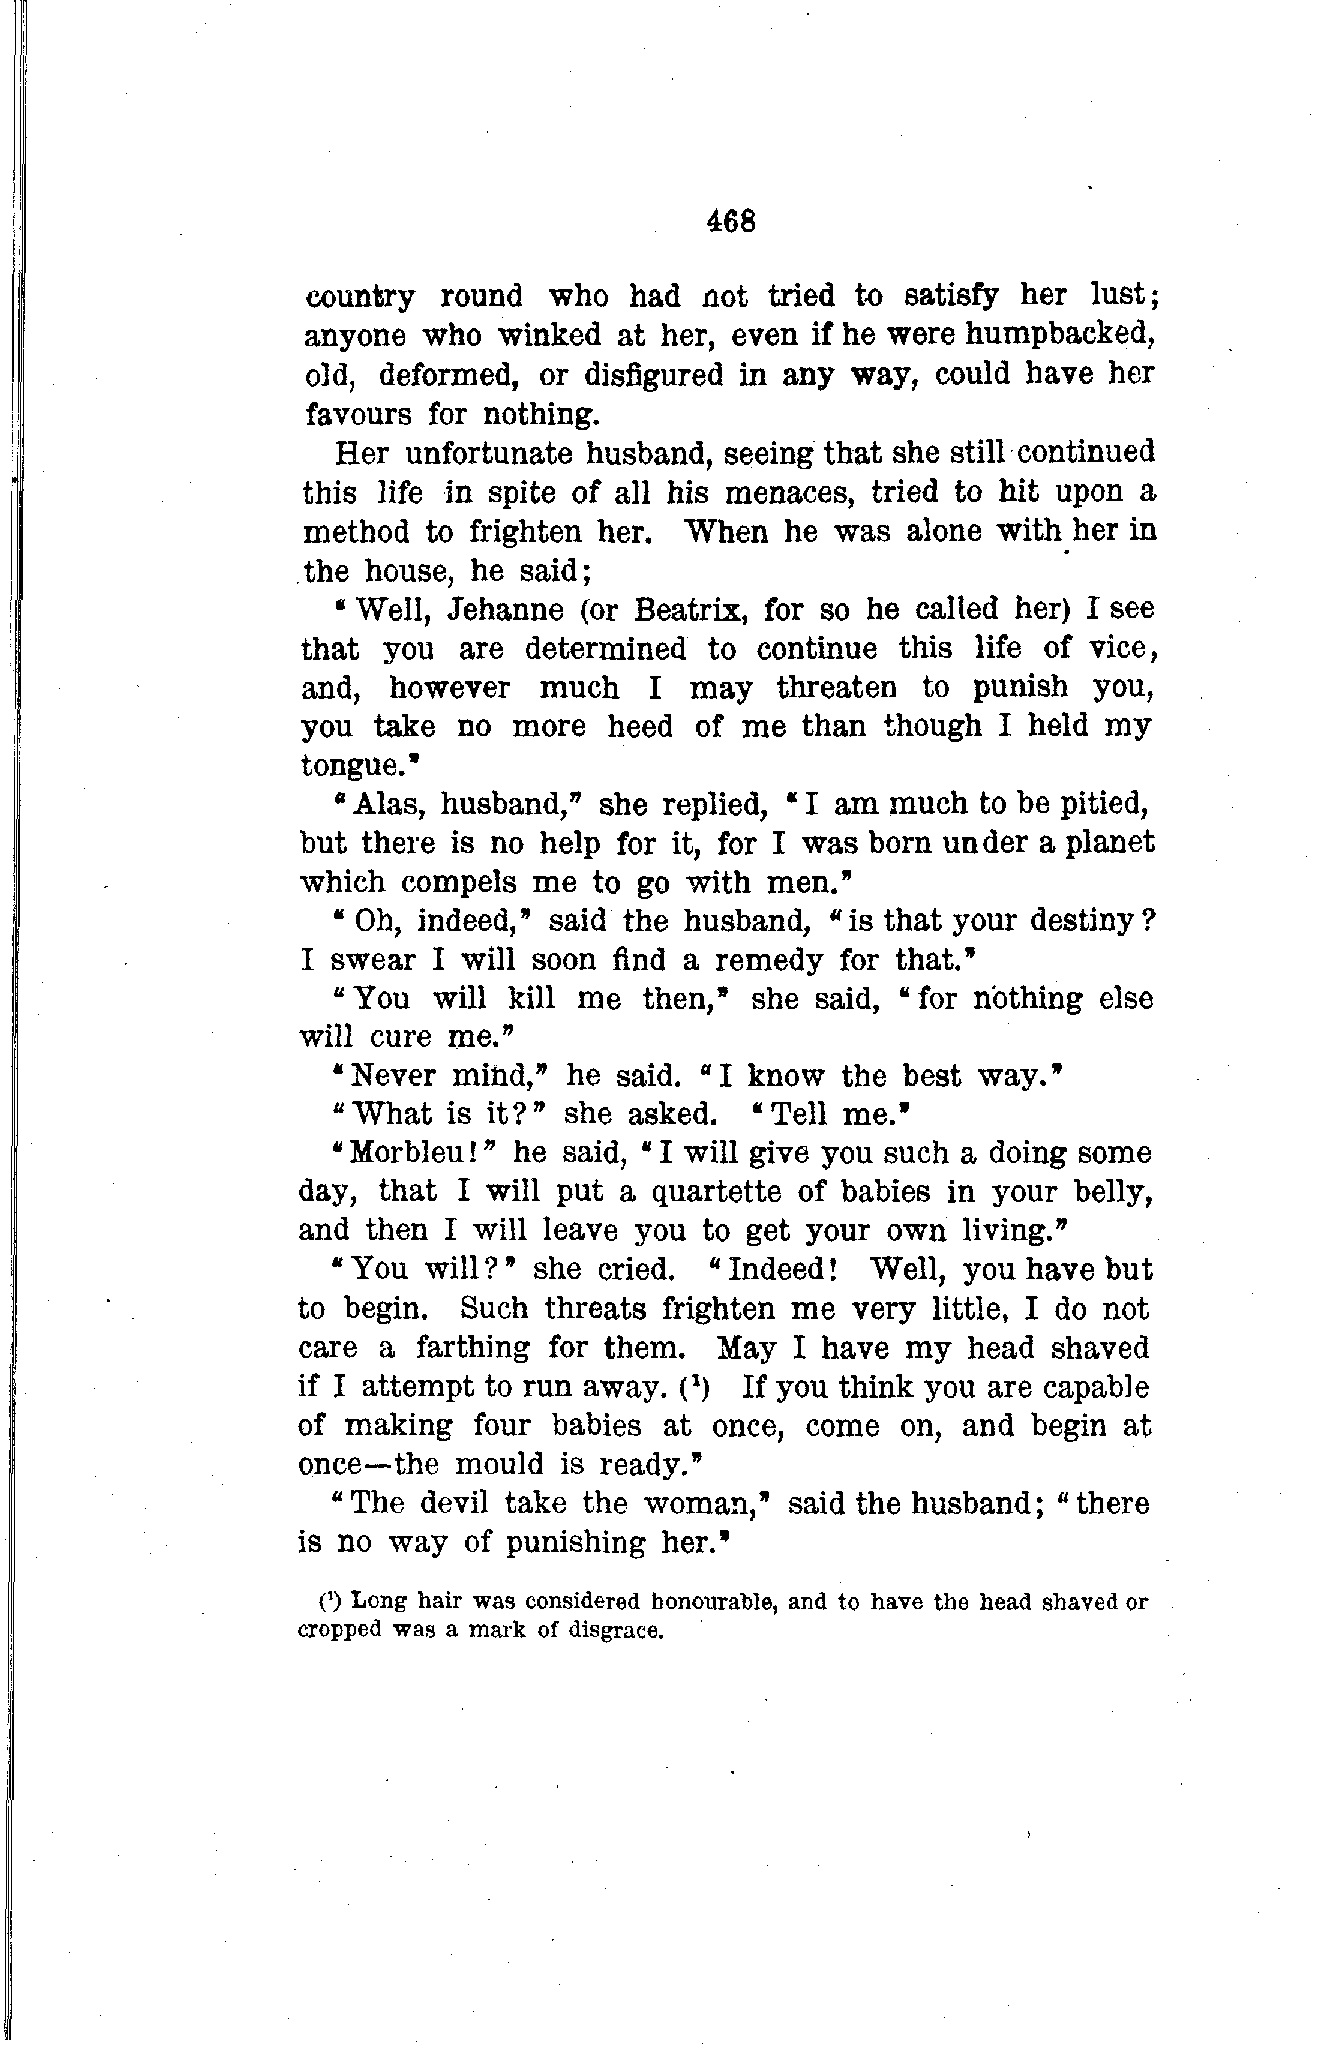 468
country round who had not tried to satisfy her lust;
anyone who winked at her, even if he were humpbacked,
old, deformed, or disfigured in any way, could have her
favours for nothing.
Her unfortunate husband, seeing that she still continued
this life in spite of all his menaces, tried to hit upon a
method to frighten her. When he was alone with her in
the house, he said;
“Well, Jehanne (or Beatrix, for so he called her) I see
that you are determined to continue this life of vice,
and, however much I may threaten to punish you,
you take no more heed of me than though I held my
tongue.”
“Alas, husband,” she replied, “I am much to be pitied,
but there is no help for it, for I was born under a planet
which compels me to go with men.”
“Oh, indeed,” said the husband, “is that your destiny?
I swear I will soon find a remedy for that.”
“You will kill me then,” she said, “for nothing else
will cure me.”
“Never mind,” he said. “I know the best way.”
“What is it?” she asked. “Tell me.”
“Morbleu!” he said, “I will give you such a doing some
day, that I will put a quartette of babies in your belly,
and then I will leave you to get your own living.”
“You will?” she cried. “Indeed! Well, you have but
to begin. Such threats frighten me very little, I do not
care a farthing for them. May I have my head shaved
if I attempt to run away. (¹) If you think you are capable
of making four babies at once, come on, and begin at
once—the mould is ready.”
“The devil take the woman,” said the husband; “there
is no way of punishing her.”
(¹) Long hair was considered honourable, and to have the head shaved or
cropped was a mark of disgrace.